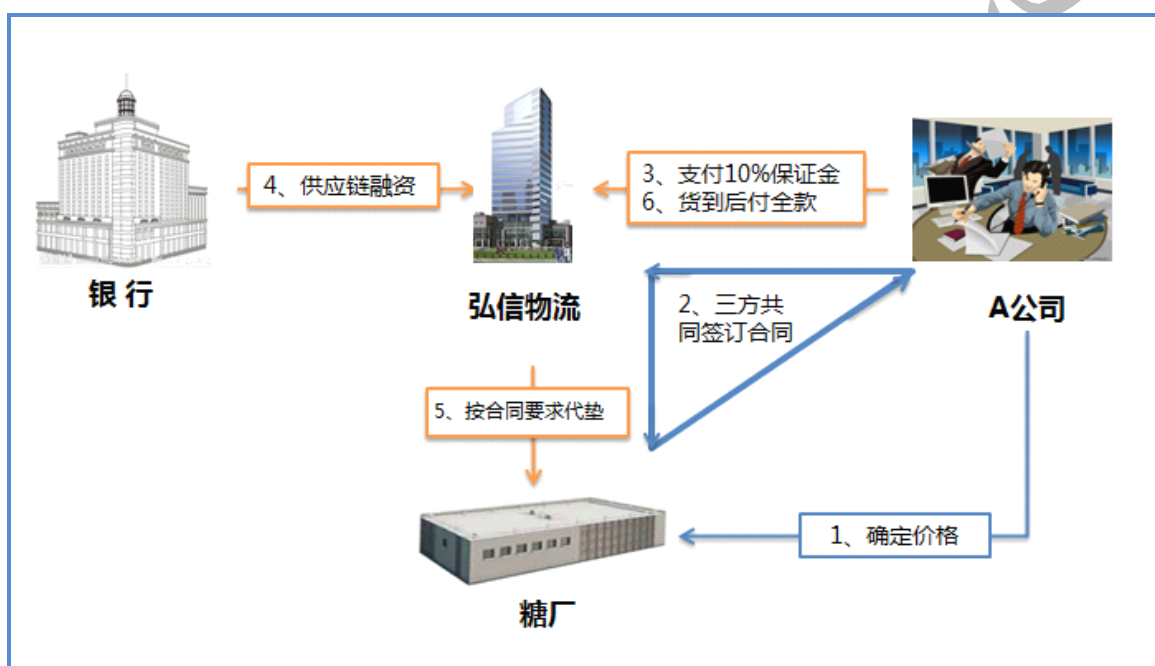 4、供应链融资
3、支付10%保证金
6、货到后付全款
银 行
弘信物流
A公司
2、三方共
同签订合同
5、按合同要求代垫
1、确定价格
糖厂